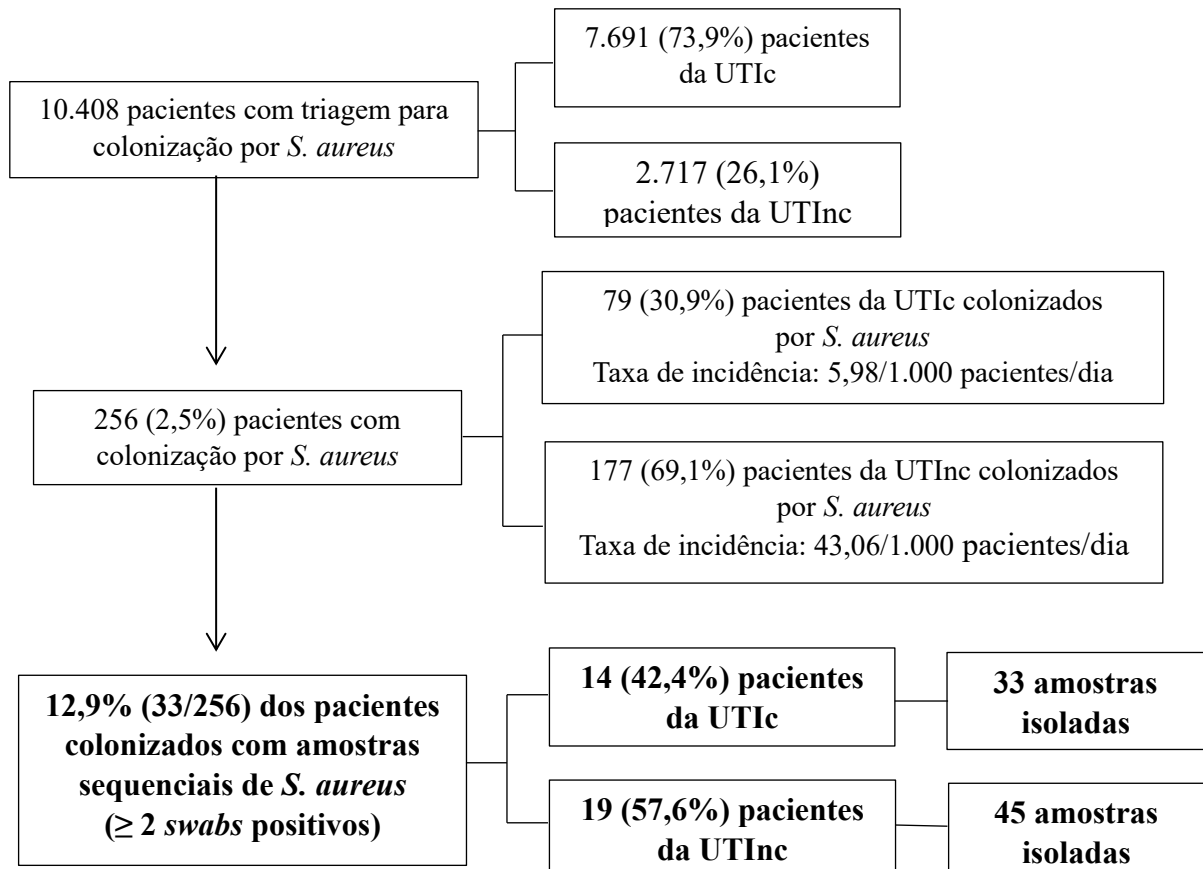 7.691 (73,9%) pacientes
da UTIc
10.408 pacientes com triagem para
colonização por S. aureus
2.717 (26,1%)
pacientes da UTInc
79 (30,9%) pacientes da UTIc colonizados
por S. aureus
Taxa de incidência: 5,98/1.000 pacientes/dia
256 (2,5%) pacientes com
colonização por S. aureus
177 (69,1%) pacientes da UTInc colonizados
por S. aureus
Taxa de incidência: 43,06/1.000 pacientes/dia
12,9% (33/256) dos pacientes
colonizados com amostras
sequenciais de S. aureus
(≥ 2 swabs positivos)
14 (42,4%) pacientes
da UTIc
33 amostras
isoladas
19 (57,6%) pacientes
da UTInc
45 amostras
isoladas